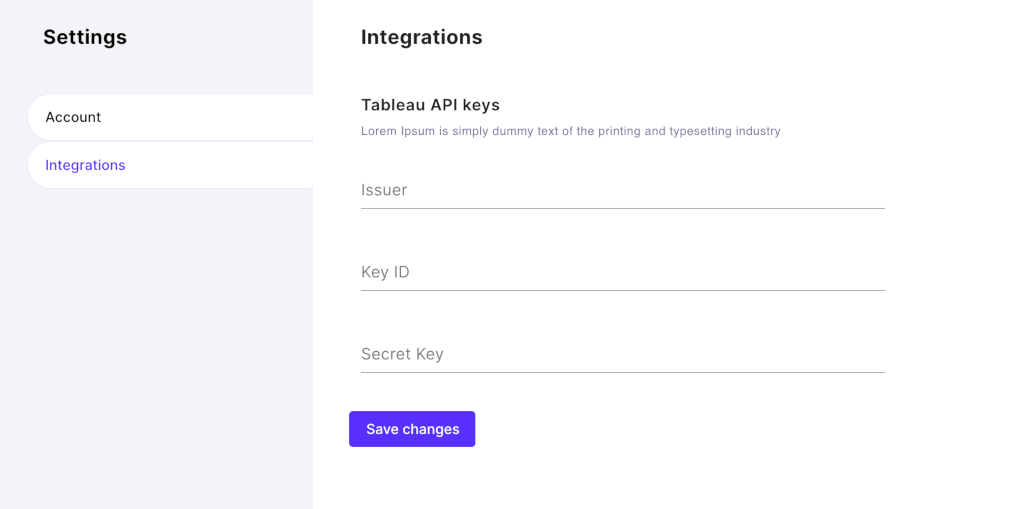 Settings
Account
Integrations
Integrations
Tableau API keys
Lorem Ipsum is simply dummy text of the printing and typesetting industry
Issuer
Key ID
Secret Key
Save changes